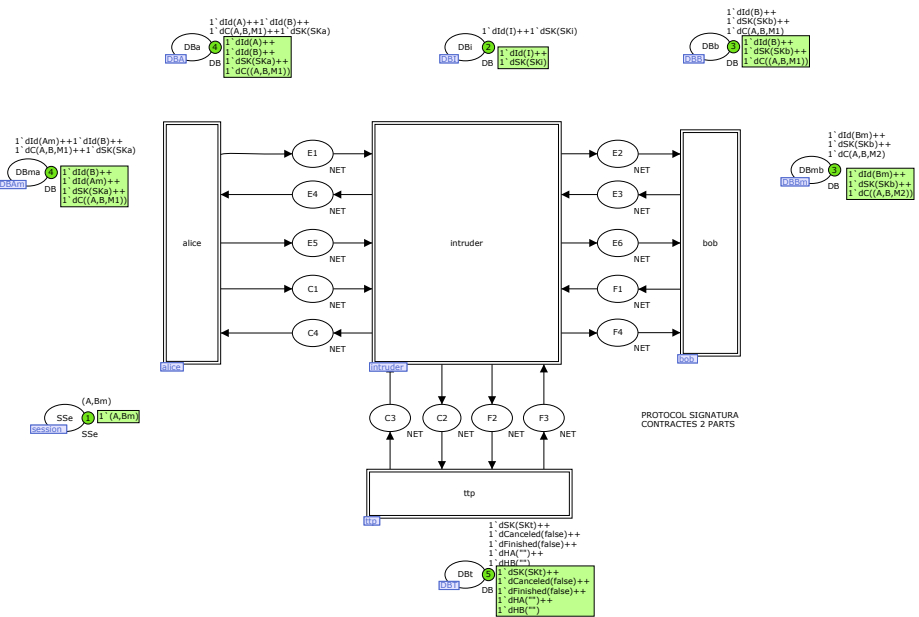 1`dId(A)++1`dId(B)++
1`dC(A,B,M1)++1`dSK(SKa)
DBa
4
DBA
DB
1`dId(A)++
1`dId(B)++
1`dSK(SKa)++
1`dC((A,B,M1))
1`dId(I)++1`dSK(SKi)
DBi
2
DBI
DB
1`dId(I)++
1`dSK(SKi)
1`dId(B)++
1`dSK(SKb)++
1`dC(A,B,M1)
DBb
3
DBB
DB
1`dId(B)++
1`dSK(SKb)++
1`dC((A,B,M1))
1`dId(Am)++1`dId(B)++
1`dC(A,B,M1)++1`dSK(SKa)
DBma
4
DBAm
DB
1`dId(B)++
1`dId(Am)++
1`dSK(SKa)++
1`dC((A,B,M1))
1`dId(Bm)++
1`dSK(SKb)++
1`dC(A,B,M2)
DBmb
3
DBBm
DB
1`dId(Bm)++
1`dSK(SKb)++
1`dC((A,B,M2))
alice
alice
E1
NET
E4
NET
E5
NET
C1
NET
C4
NET
intruder
intruder
E2
NET
E3
NET
E6
NET
F1
NET
F4
NET
bob
bob
(A,Bm)
SSe
1
session
SSe
1`(A,Bm)
C3
NET
C2
NET
F2
NET
F3
NET
PROTOCOL SIGNATURA
CONTRACTES 2 PARTS
ttp
ttp
1`dSK(SKt)++
1`dCanceled(false)++
1`dFinished(false)++
1`dHA("")++
1`dHB("")
DBt
5
DBT
DB
1`dSK(SKt)++
1`dCanceled(false)++
1`dFinished(false)++
1`dHA("")++
1`dHB("")